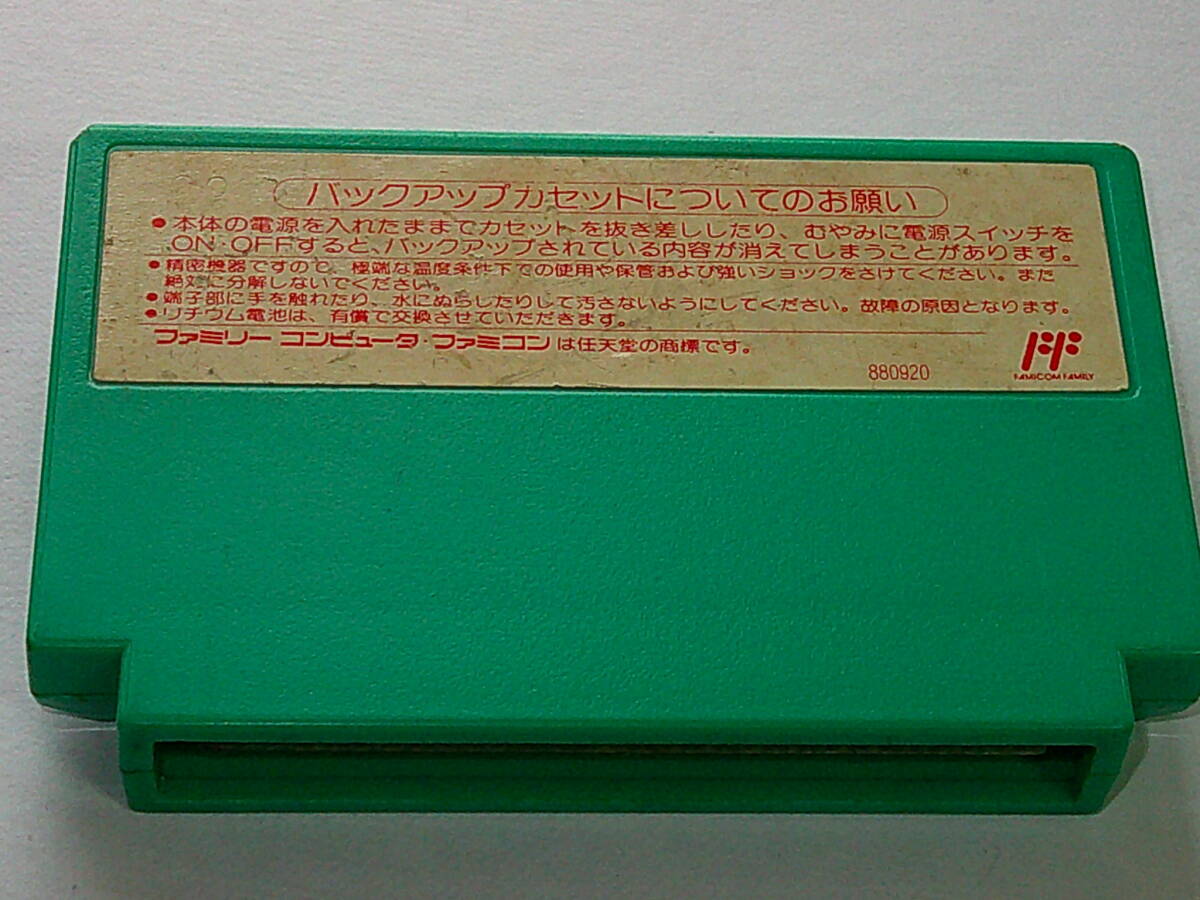 バックアップカセットについてのお願い
●本体の電源を入れたままでカセットを抜き差ししたり、むやみに電源スイッチを
ON・OFFすると、バックアップされている内容が消えてしまうことがあります。
●精密機器ですので、極端な温度条件下での使用や保管および強いショックをさけてください。また
絶対に分解しないでください。
●端子部に手を触れたり、水にぬらしたりして汚さないようにしてください。故障の原因となります。
●リチウム電池は、有償で交換させていただきます。
ファミリーコンピュータ・ファミコンは任天堂の商標です。
880920
FAMICOM FAMILY